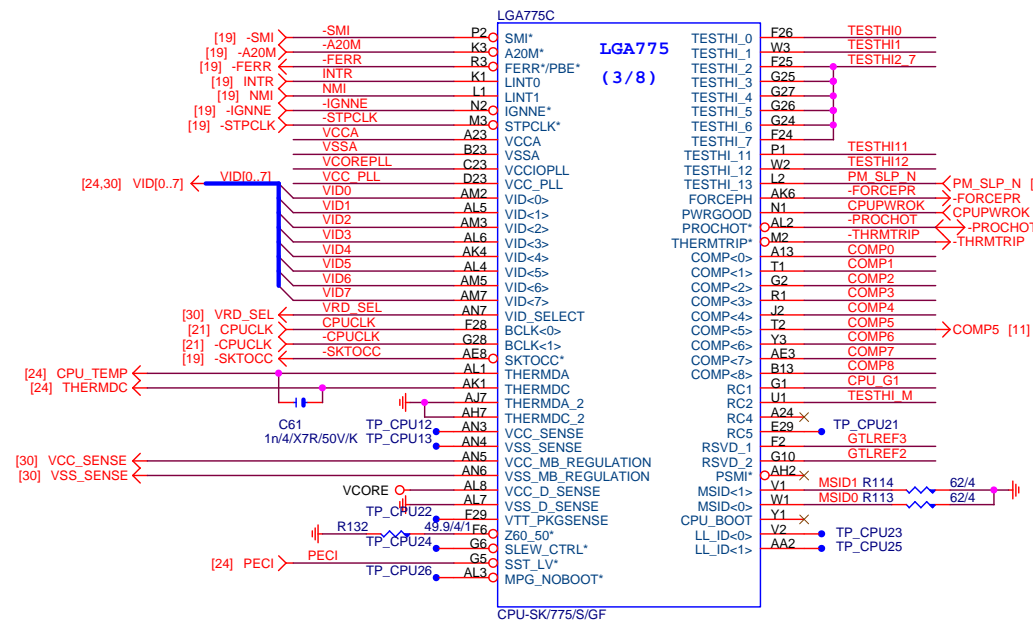 LGA775C
LGA775
(3/8)
[19] -SMI -SMI P2 SMI*
[19] -A20M -A20M K3 A20M*
[19] -FERR -FERR R3 FERR*/PBE*
[19] INTR INTR K1 LINT0
[19] NMI NMI L1 LINT1
[19] -IGNNE -IGNNE N2 IGNNE*
[19] -STPCLK -STPCLK M3 STPCLK*
VCCA A23 VCCA
VSSA B23 VSSA
VCOREPLL C23 VCCIOPLL
VCC_PLL D23 VCC_PLL
[24,30] VID[0..7] VID[0..7]
VID0 AM2 VID<0>
VID1 AL5 VID<1>
VID2 AM3 VID<2>
VID3 AL6 VID<3>
VID4 AK4 VID<4>
VID5 AL4 VID<5>
VID6 AM5 VID<6>
VID7 AM7 VID<7>
[30] VRD_SEL VRD_SEL AN7 VID_SELECT
[21] CPUCLK CPUCLK F28 BCLK<0>
[21] -CPUCLK -CPUCLK G28 BCLK<1>
[19] -SKTOCC -SKTOCC AE8 SKTOCC*
[24] CPU_TEMP AL1 THERMDA
[24] THERMDC AK1 THERMDC
AJ7 THERMDA_2
AH7 THERMDC_2
C61
1n/4/X7R/50V/K
TP_CPU12 AN3 VCC_SENSE
TP_CPU13 AN4 VSS_SENSE
[30] VCC_SENSE AN5 VCC_MB_REGULATION
[30] VSS_SENSE AN6 VSS_MB_REGULATION
VCORE AL8 VCC_D_SENSE
AL7 VSS_D_SENSE
TP_CPU22 F29 VTT_PKGSENSE
R132 49.9/4/1 F6 Z60_50*
TP_CPU24 G6 SLEW_CTRL*
[24] PECI PECI G5 SST_LV*
TP_CPU26 AL3 MPG_NOBOOT*
TESTHI_0 F26 TESTHI0
TESTHI_1 W3 TESTHI1
TESTHI_2 F25 TESTHI2_7
TESTHI_3 G25
TESTHI_4 G27
TESTHI_5 G26
TESTHI_6 G24
TESTHI_7 F24
TESTHI_11 P1 TESTHI11
TESTHI_12 W2 TESTHI12
TESTHI_13 L2 PM_SLP_N PM_SLP_N [
FORCEPH AK6 -FORCEPR -FORCEPR
PWRGOOD N1 CPUPWROK CPUPWROK
PROCHOT* AL2 -PROCHOT -PROCHOT
THERMTRIP* M2 -THRMTRIP -THRMTRIP
COMP<0> A13 COMP0
COMP<1> T1 COMP1
COMP<2> G2 COMP2
COMP<3> R1 COMP3
COMP<4> J2 COMP4
COMP<5> T2 COMP5 COMP5 [11]
COMP<6> Y3 COMP6
COMP<7> AE3 COMP7
COMP<8> B13 COMP8
RC1 G1 CPU_G1
RC2 U1 TESTHI_M
RC4 A24
RC5 E29 TP_CPU21
RSVD_1 F2 GTLREF3
RSVD_2 G10 GTLREF2
PSMI* AH2
MSID<1> V1 MSID1 R114 62/4
MSID<0> W1 MSID0 R113 62/4
CPU_BOOT Y1
LL_ID<0> V2 TP_CPU23
LL_ID<1> AA2 TP_CPU25
CPU-SK/775/S/GF